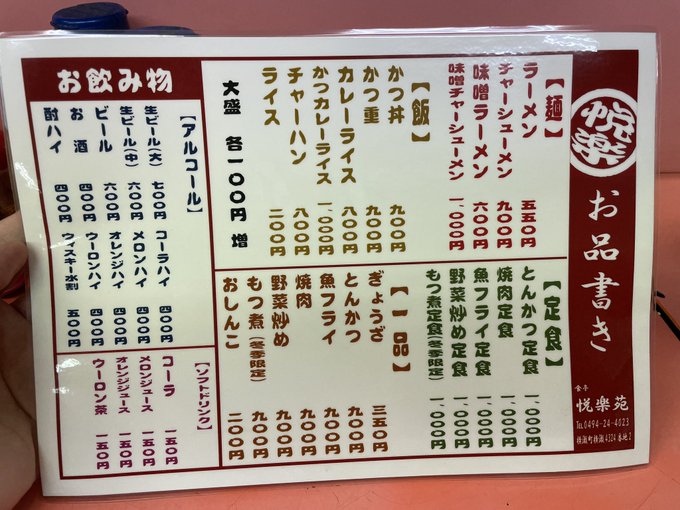 悦楽
お品書き
食亭
悦楽苑
TEL 0494-24-4023
横瀬町横瀬4324番地2
【麺】
ラーメン 五五〇円
チャーシューメン 九〇〇円
味噌ラーメン 六〇〇円
味噌チャーシューメン 一、〇〇〇円
【飯】
かつ丼 九〇〇円
かつ重 九〇〇円
カレーライス 八〇〇円
かつカレーライス 一、〇〇〇円
チャーハン 八〇〇円
ライス 二〇〇円
大盛 各一〇〇円 増
【定食】
とんかつ定食 一、〇〇〇円
焼肉定食 一、〇〇〇円
魚フライ定食 一、〇〇〇円
野菜炒め定食 一、〇〇〇円
もつ煮定食(冬季限定) 一、〇〇〇円
【一品】
ぎょうざ 三五〇円
とんかつ 九〇〇円
魚フライ 九〇〇円
焼肉 九〇〇円
野菜炒め 九〇〇円
もつ煮(冬季限定) 九〇〇円
おしんこ 二〇〇円
お飲み物
【アルコール】
生ビール(大) 七〇〇円
生ビール(中) 六〇〇円
ビール 六〇〇円
お酒 四〇〇円
酎ハイ 四〇〇円
コーラハイ 四〇〇円
メロンハイ 四〇〇円
オレンジハイ 四〇〇円
ウーロンハイ 四〇〇円
ウィスキー水割 五〇〇円
【ソフトドリンク】
コーラ 一五〇円
メロンジュース 一五〇円
オレンジジュース 一五〇円
ウーロン茶 一五〇円